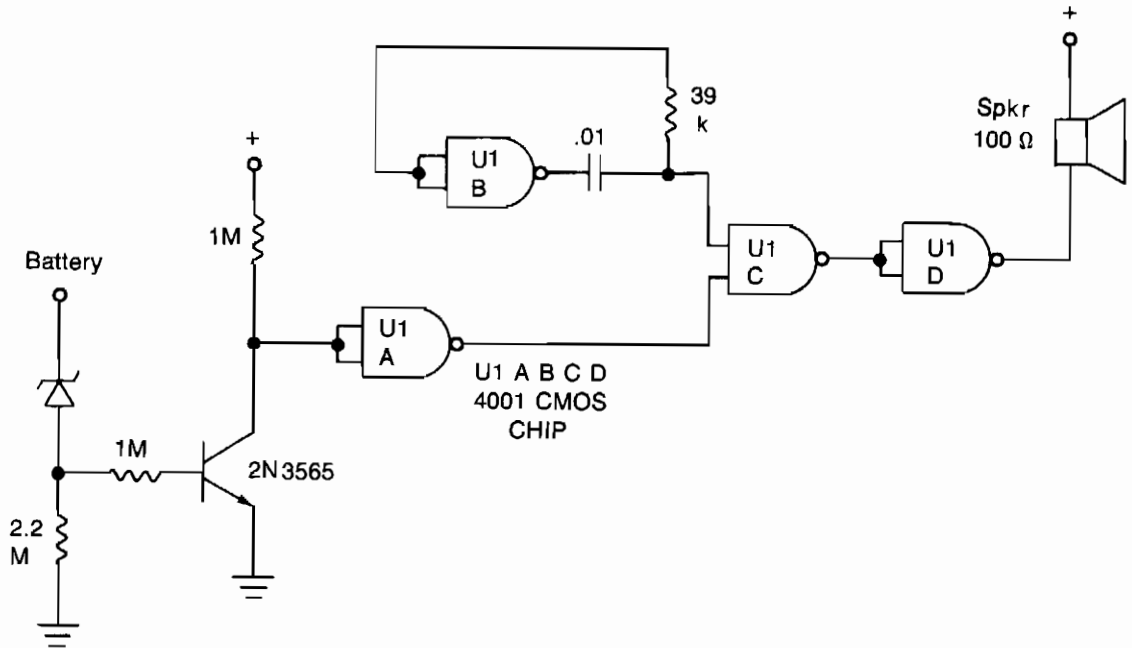 +
39
k
Spkr
100 Ω
.01
U1
B
+
1M
U1
C
U1
D
Battery
U1
A
U1 A B C D
4001 CMOS
CHIP
1M
2N3565
2.2
M